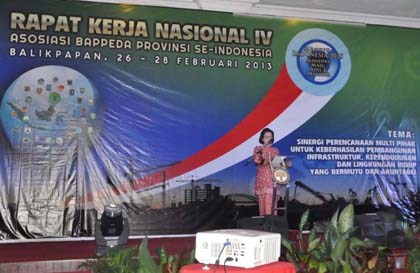 RAPAT KERJA NASIONAL IV
ASOSIASI BAPPEDA PROVINSI SE-INDONESIA
BALIKPAPAN, 26 - 28 FEBRUARI 2013
TEMA:
SINERGI PERENCANAAN MULTI PIHAK
UNTUK KEBERHASILAN PEMBANGUNAN
INFRASTRUKTUR, KEPENDUDUKAN
DAN LINGKUNGAN HIDUP
YANG BERMUTU DAN AKUNTABEL